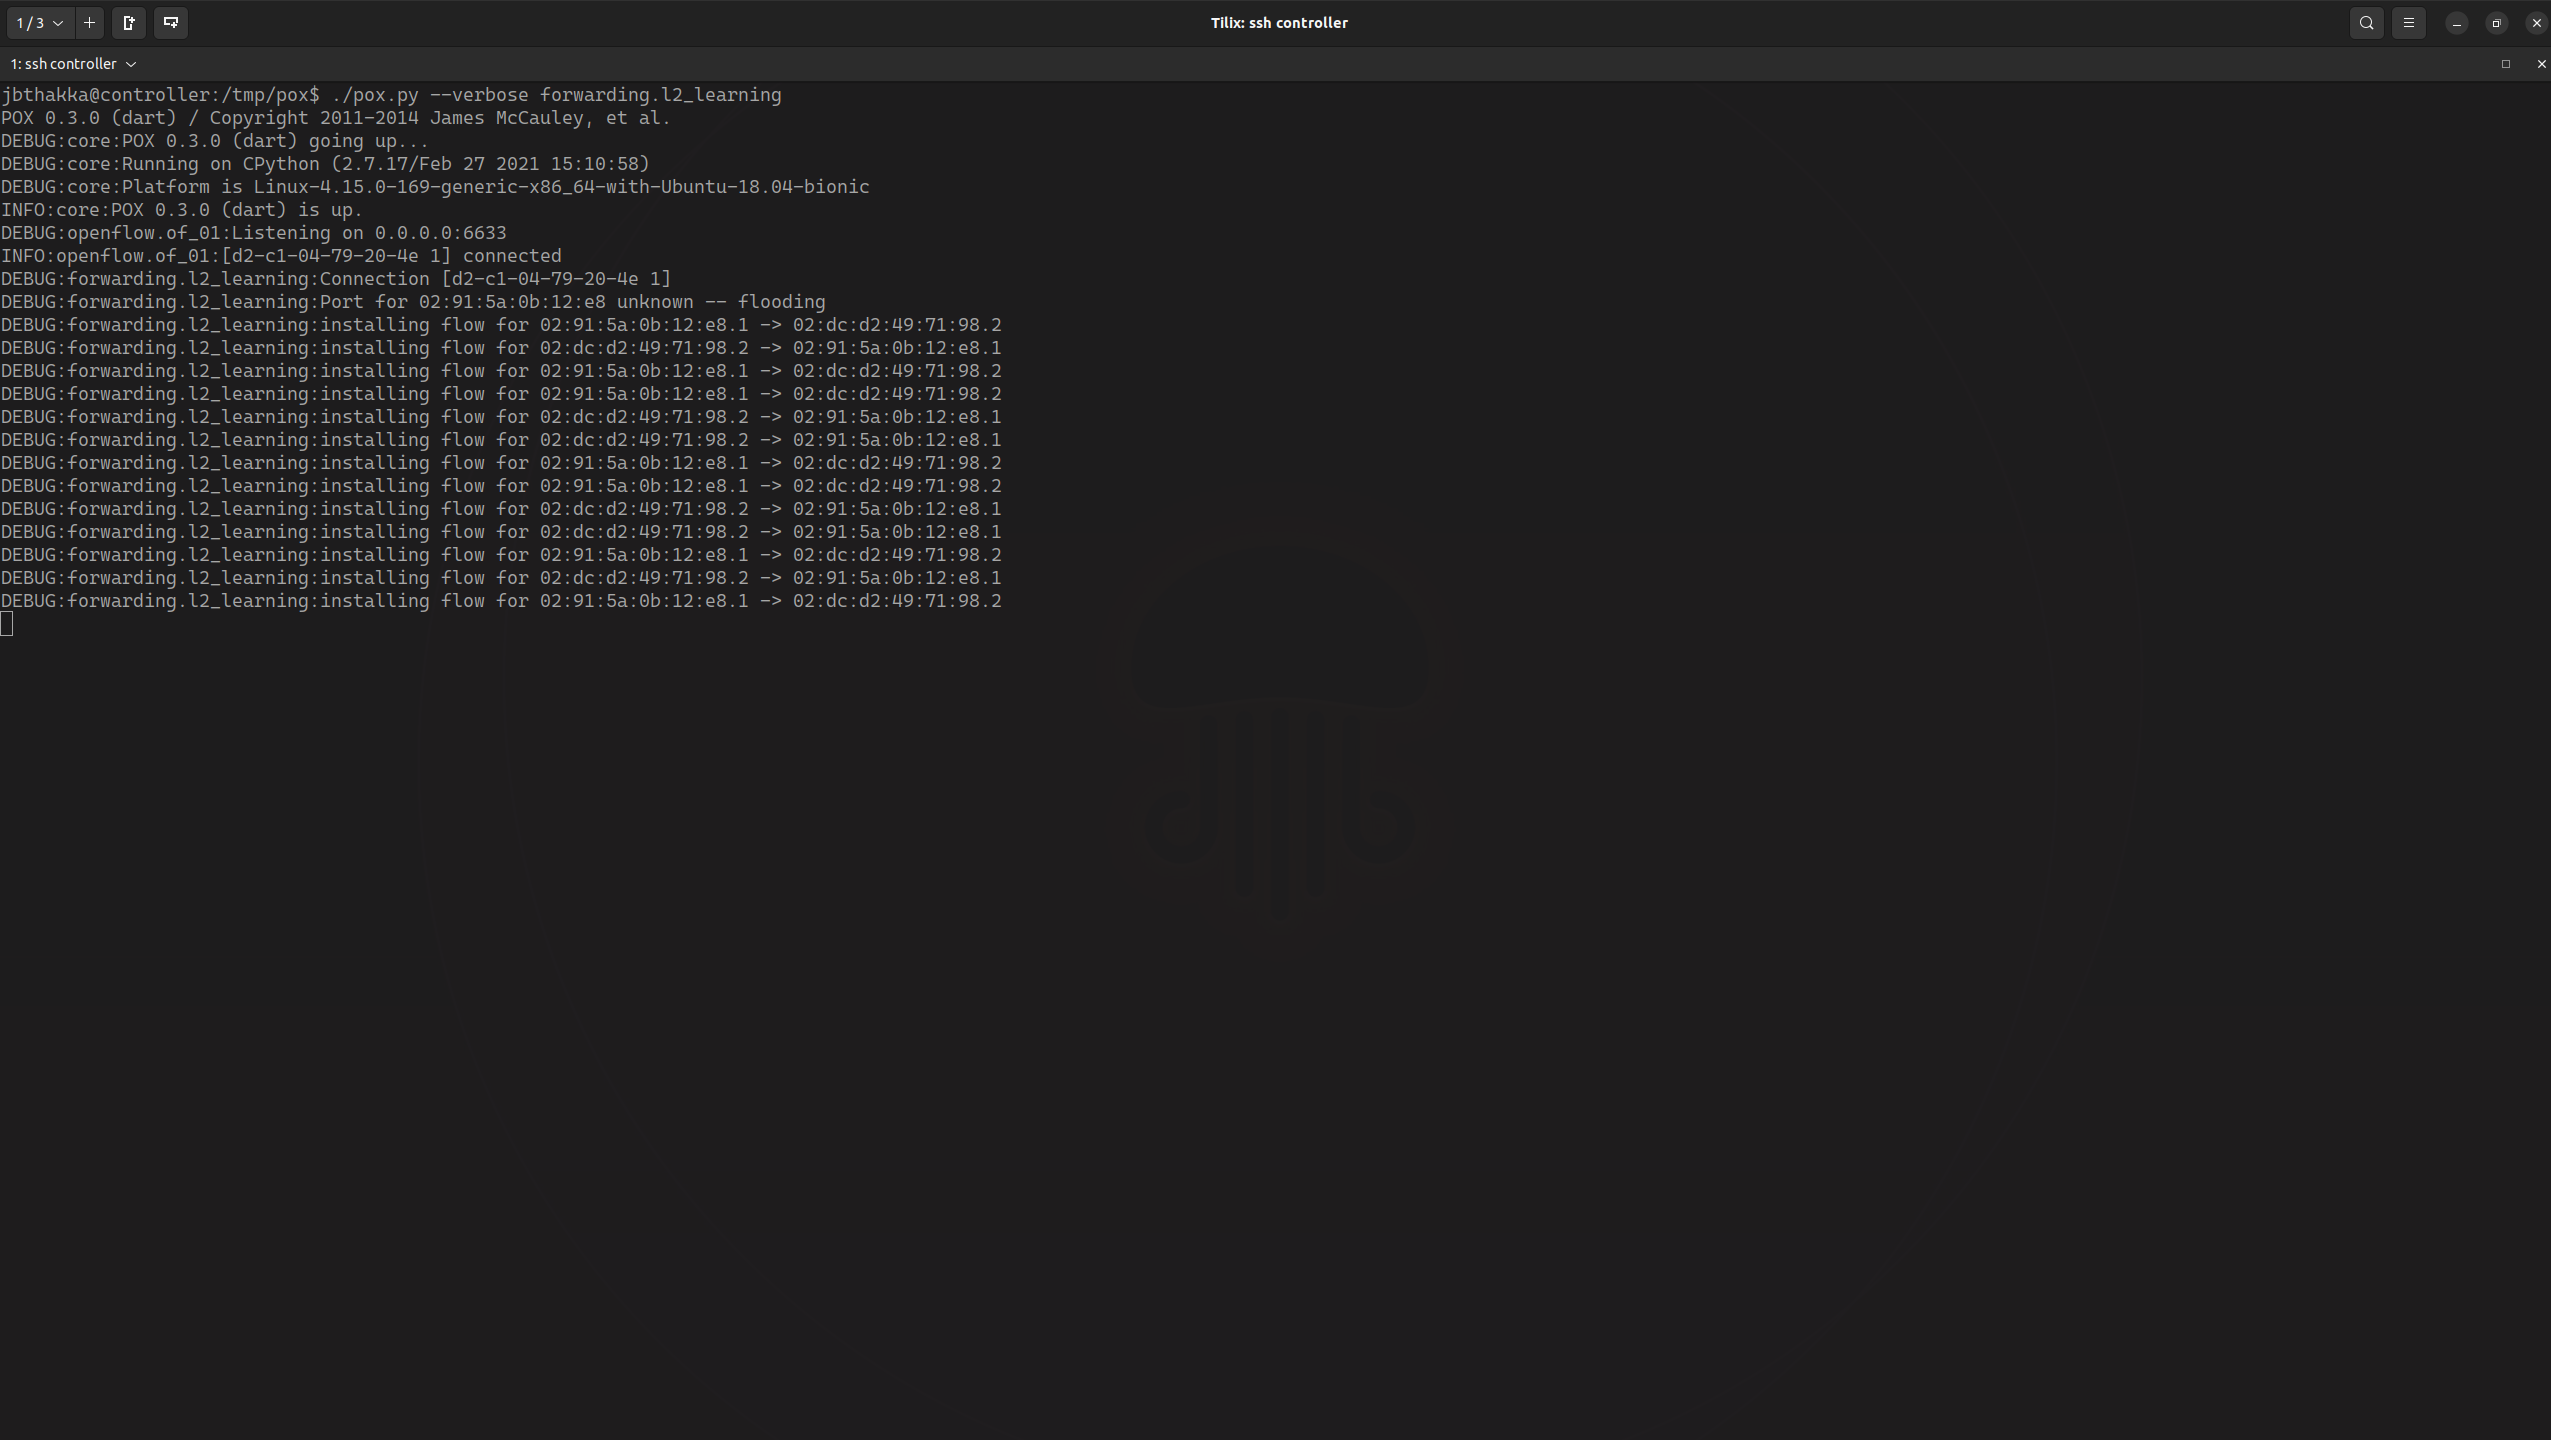 1 / 3
Tilix: ssh controller
1: ssh controller
jbthakka@controller:/tmp/pox$ ./pox.py --verbose forwarding.l2_learning
POX 0.3.0 (dart) / Copyright 2011-2014 James McCauley, et al.
DEBUG:core:POX 0.3.0 (dart) going up...
DEBUG:core:Running on CPython (2.7.17/Feb 27 2021 15:10:58)
DEBUG:core:Platform is Linux-4.15.0-169-generic-x86_64-with-Ubuntu-18.04-bionic
INFO:core:POX 0.3.0 (dart) is up.
DEBUG:openflow.of_01:Listening on 0.0.0.0:6633
INFO:openflow.of_01:[d2-c1-04-79-20-4e 1] connected
DEBUG:forwarding.l2_learning:Connection [d2-c1-04-79-20-4e 1]
DEBUG:forwarding.l2_learning:Port for 02:91:5a:0b:12:e8 unknown -- flooding
DEBUG:forwarding.l2_learning:installing flow for 02:91:5a:0b:12:e8.1 -> 02:dc:d2:49:71:98.2
DEBUG:forwarding.l2_learning:installing flow for 02:dc:d2:49:71:98.2 -> 02:91:5a:0b:12:e8.1
DEBUG:forwarding.l2_learning:installing flow for 02:91:5a:0b:12:e8.1 -> 02:dc:d2:49:71:98.2
DEBUG:forwarding.l2_learning:installing flow for 02:91:5a:0b:12:e8.1 -> 02:dc:d2:49:71:98.2
DEBUG:forwarding.l2_learning:installing flow for 02:dc:d2:49:71:98.2 -> 02:91:5a:0b:12:e8.1
DEBUG:forwarding.l2_learning:installing flow for 02:dc:d2:49:71:98.2 -> 02:91:5a:0b:12:e8.1
DEBUG:forwarding.l2_learning:installing flow for 02:91:5a:0b:12:e8.1 -> 02:dc:d2:49:71:98.2
DEBUG:forwarding.l2_learning:installing flow for 02:91:5a:0b:12:e8.1 -> 02:dc:d2:49:71:98.2
DEBUG:forwarding.l2_learning:installing flow for 02:dc:d2:49:71:98.2 -> 02:91:5a:0b:12:e8.1
DEBUG:forwarding.l2_learning:installing flow for 02:dc:d2:49:71:98.2 -> 02:91:5a:0b:12:e8.1
DEBUG:forwarding.l2_learning:installing flow for 02:91:5a:0b:12:e8.1 -> 02:dc:d2:49:71:98.2
DEBUG:forwarding.l2_learning:installing flow for 02:dc:d2:49:71:98.2 -> 02:91:5a:0b:12:e8.1
DEBUG:forwarding.l2_learning:installing flow for 02:91:5a:0b:12:e8.1 -> 02:dc:d2:49:71:98.2